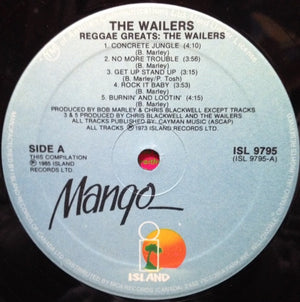 THE WAILERS
REGGAE GREATS: THE WAILERS
1. CONCRETE JUNGLE (4:10)
(B. Marley)
2. NO MORE TROUBLE (3:56)
(B. Marley)
3. GET UP STAND UP (3:15)
(B. Marley/P. Tosh)
4. ROCK IT BABY (3:35)
(B. Marley)
5. BURNIN' AND LOOTIN' (4:15)
(B. Marley)
PRODUCED BY BOB MARLEY & CHRIS BLACKWELL EXCEPT TRACKS
3 & 5 PRODUCED BY CHRIS BLACKWELL AND THE WAILERS
ALL TRACKS PUBLISHED BY CAYMAN MUSIC (ASCAP)
ALL TRACKS ℗ 1973 ISLAND RECORDS LTD.
SIDE A
THIS COMPILATION
℗ 1985 ISLAND
RECORDS LTD.
ISL 9795
(ISL 9795-A)
Mango
ISLAND